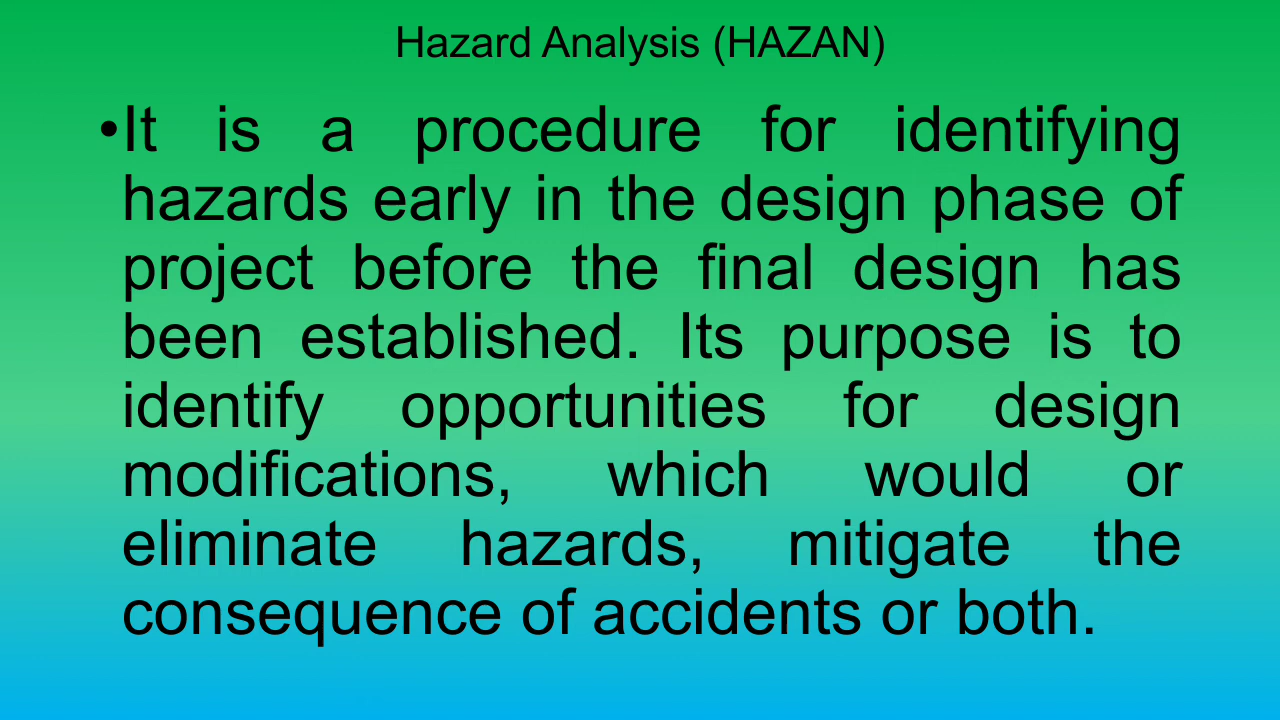 Hazard Analysis (HAZAN)
•It is a procedure for identifying
hazards early in the design phase of
project before the final design has
been established. Its purpose is to
identify opportunities for design
modifications, which would or
eliminate hazards, mitigate the
consequence of accidents or both.